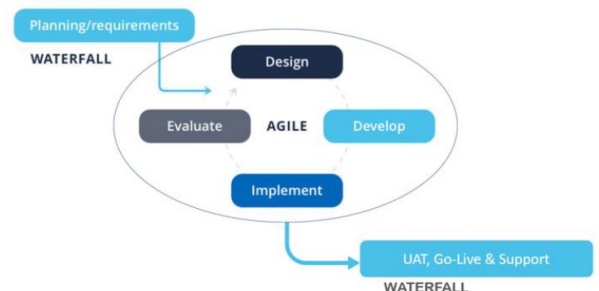 Planning/requirements
WATERFALL
Design
Evaluate
AGILE
Develop
Implement
UAT, Go-Live & Support
WATERFALL